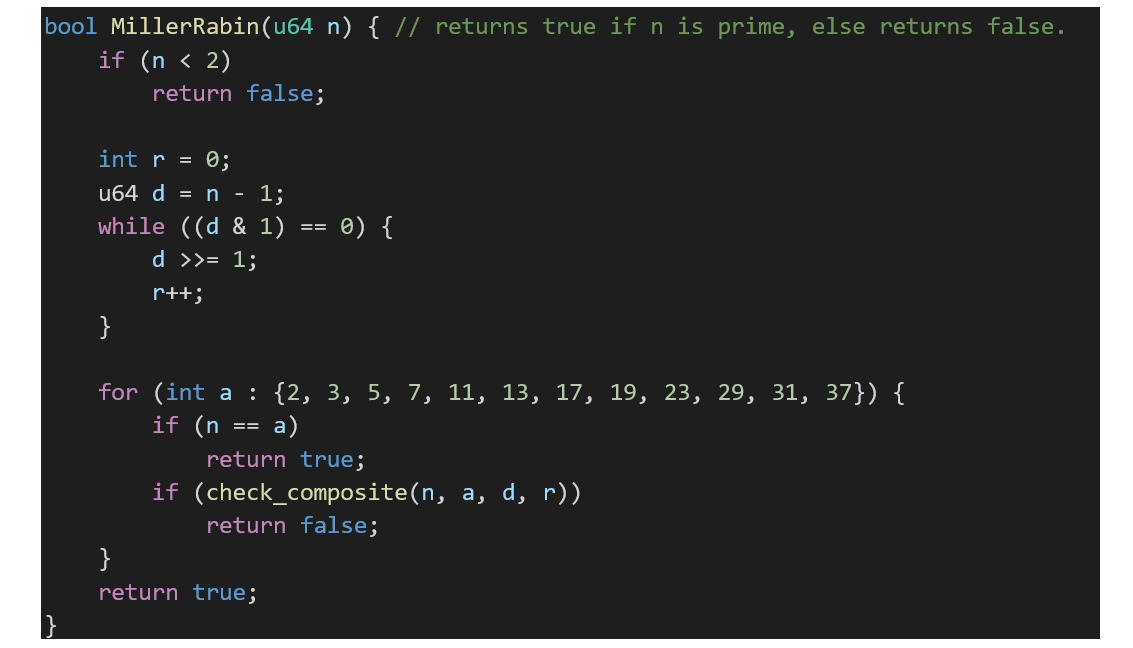 bool MillerRabin(u64 n) { // returns true if n is prime, else returns false.
    if (n < 2)
        return false;

    int r = 0;
    u64 d = n - 1;
    while ((d & 1) == 0) {
        d >>= 1;
        r++;
    }

    for (int a : {2, 3, 5, 7, 11, 13, 17, 19, 23, 29, 31, 37}) {
        if (n == a)
            return true;
        if (check_composite(n, a, d, r))
            return false;
    }
    return true;
}